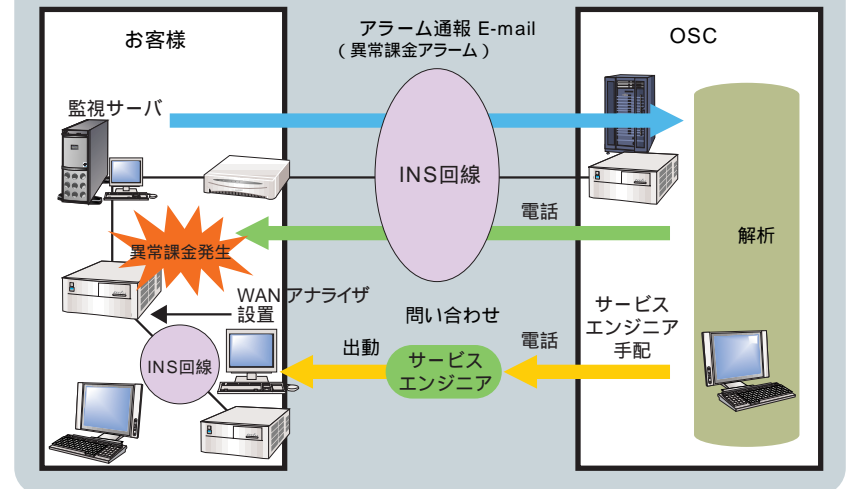 お客様
アラーム通報 E-mail
（異常課金アラーム）
OSC
監視サーバ
INS回線
電話
異常課金発生
解析
WANアナライザ
設置
問い合わせ
サービス
エンジニア
手配
INS回線
出動
サービス
エンジニア
電話